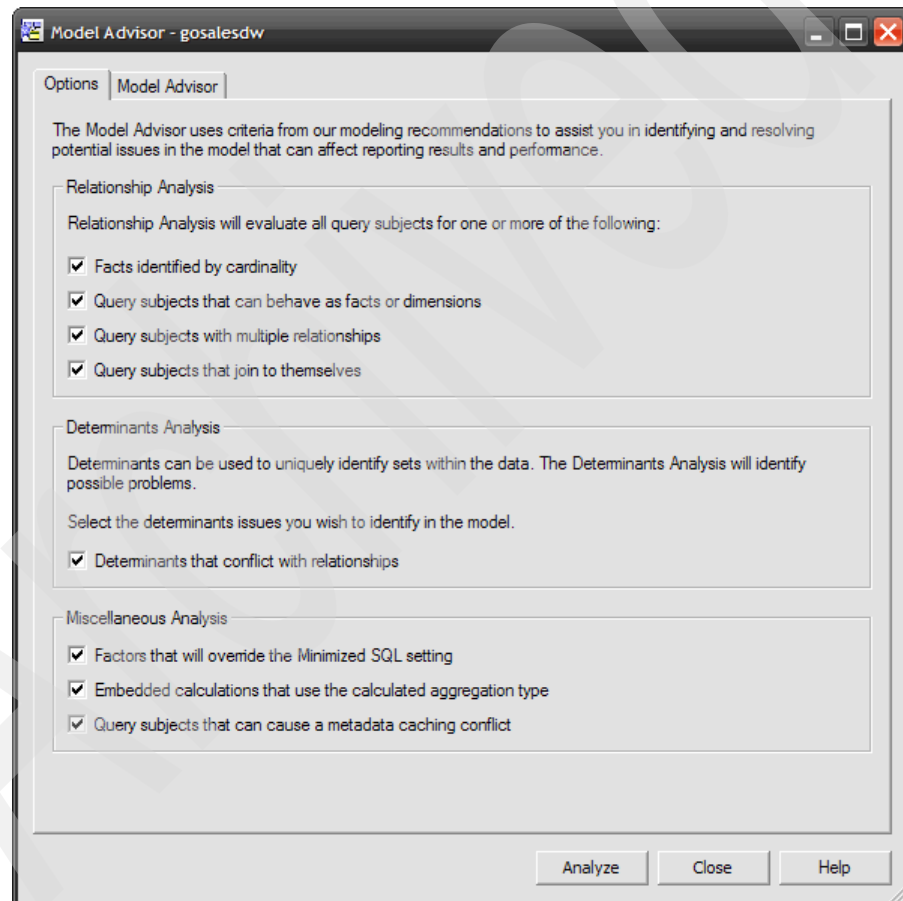 Model Advisor - gosalesdw
Options
Model Advisor
The Model Advisor uses criteria from our modeling recommendations to assist you in identifying and resolving
potential issues in the model that can affect reporting results and performance.
Relationship Analysis
Relationship Analysis will evaluate all query subjects for one or more of the following:
Facts identified by cardinality
Query subjects that can behave as facts or dimensions
Query subjects with multiple relationships
Query subjects that join to themselves
Determinants Analysis
Determinants can be used to uniquely identify sets within the data. The Determinants Analysis will identify
possible problems.
Select the determinants issues you wish to identify in the model.
Determinants that conflict with relationships
Miscellaneous Analysis
Factors that will override the Minimized SQL setting
Embedded calculations that use the calculated aggregation type
Query subjects that can cause a metadata caching conflict
Analyze
Close
Help